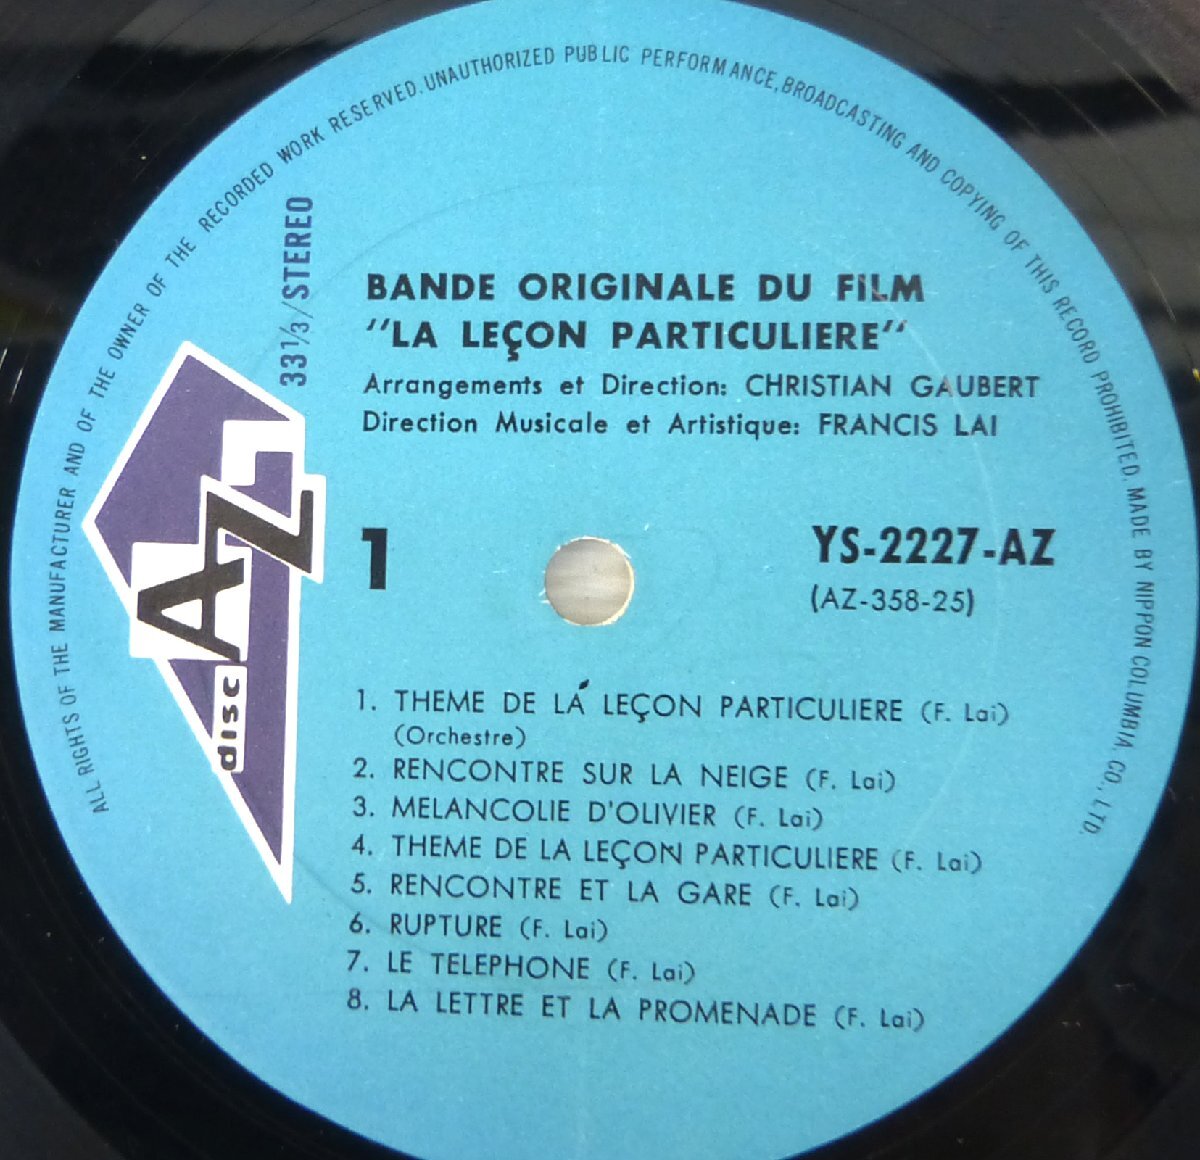 ALL RIGHTS OF THE MANUFACTURER AND OF THE OWNER OF THE RECORDED WORK RESERVED. UNAUTHORIZED PUBLIC PERFORMANCE, BROADCASTING AND COPYING OF THIS RECORD PROHIBITED. MADE BY NIPPON COLUMBIA, CO., LTD.
33 1/3/STEREO
BANDE ORIGINALE DU FILM
"LA LEÇON PARTICULIERE"
Arrangements et Direction: CHRISTIAN GAUBERT
Direction Musicale et Artistique: FRANCIS LAI
disc AZ
1
YS-2227-AZ
(AZ-358-25)
1. THEME DE LA LEÇON PARTICULIERE (F. Lai)
(Orchestre)
2. RENCONTRE SUR LA NEIGE (F. Lai)
3. MELANCOLIE D'OLIVIER (F. Lai)
4. THEME DE LA LEÇON PARTICULIERE (F. Lai)
5. RENCONTRE ET LA GARE (F. Lai)
6. RUPTURE (F. Lai)
7. LE TELEPHONE (F. Lai)
8. LA LETTRE ET LA PROMENADE (F. Lai)